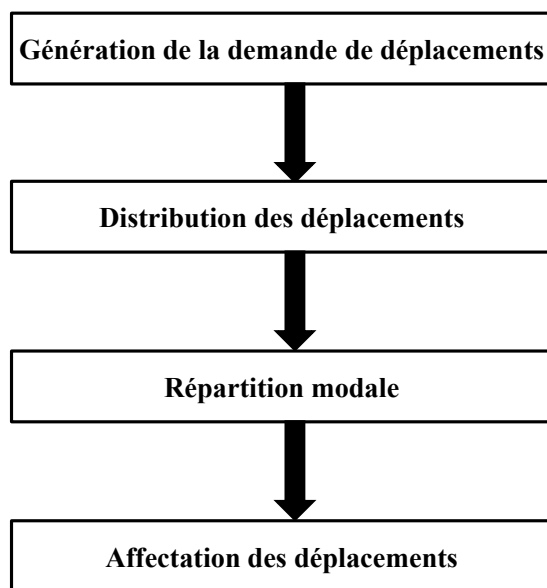 Génération de la demande de déplacements
Distribution des déplacements
Répartition modale
Affectation des déplacements